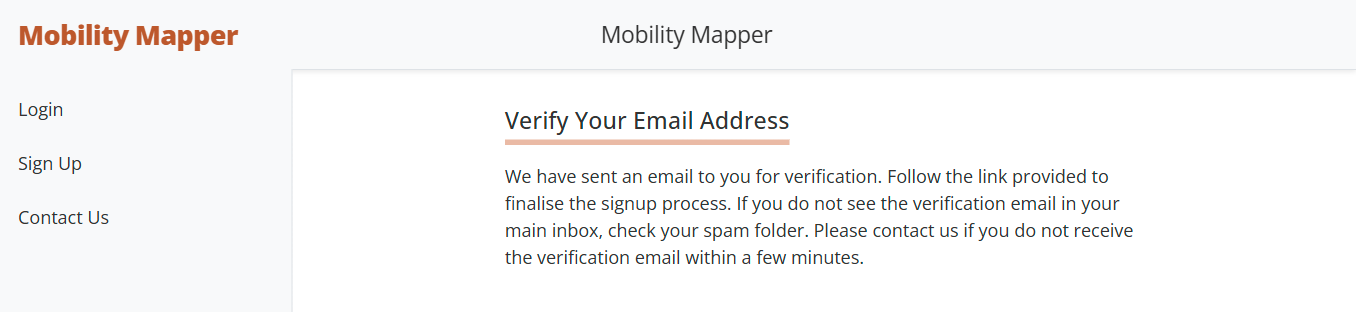 Mobility Mapper
Mobility Mapper
Login
Sign Up
Contact Us
Verify Your Email Address
We have sent an email to you for verification. Follow the link provided to
finalise the signup process. If you do not see the verification email in your
main inbox, check your spam folder. Please contact us if you do not receive
the verification email within a few minutes.